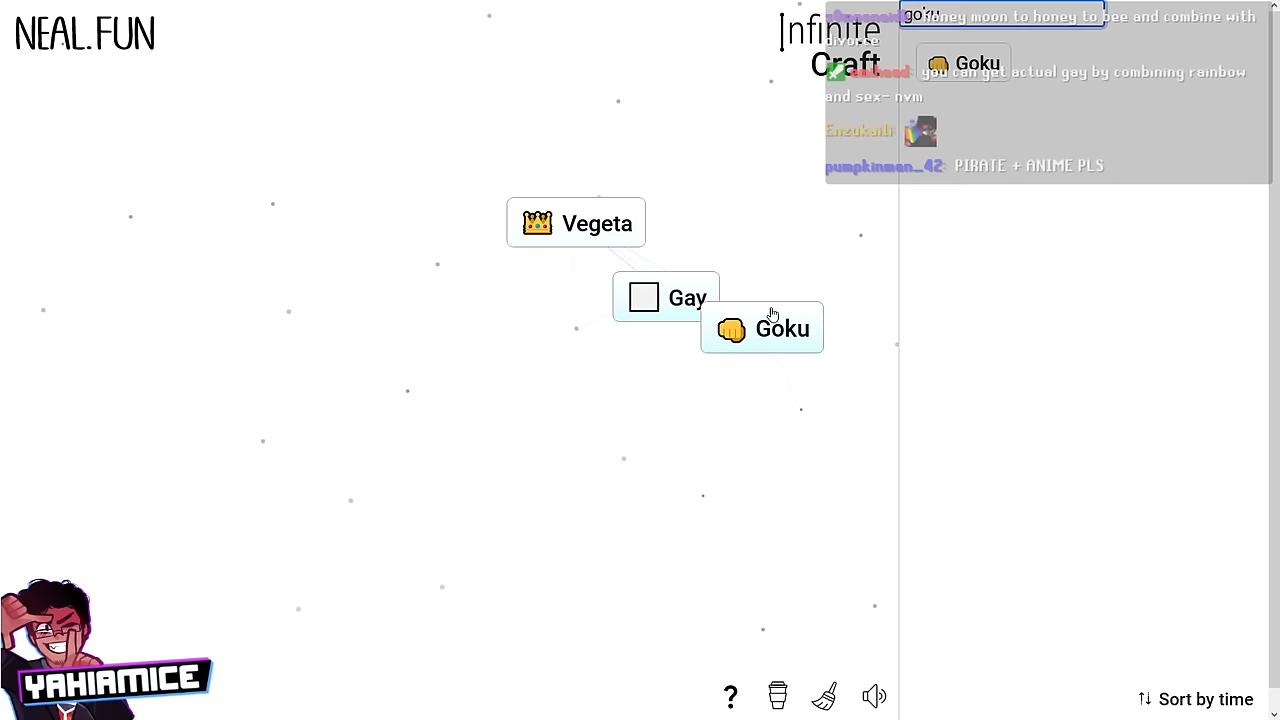 NEAL.FUN
Infinite
Craft
goku
honey moon to honey to bee and combine with
divorce
you can get actual gay by combining rainbow
and sex- nvm
Enzukaili
pumpkinman_42: PIRATE + ANIME PLS
Goku
Vegeta
Gay
Goku
YAHIAMICE
?
Sort by time